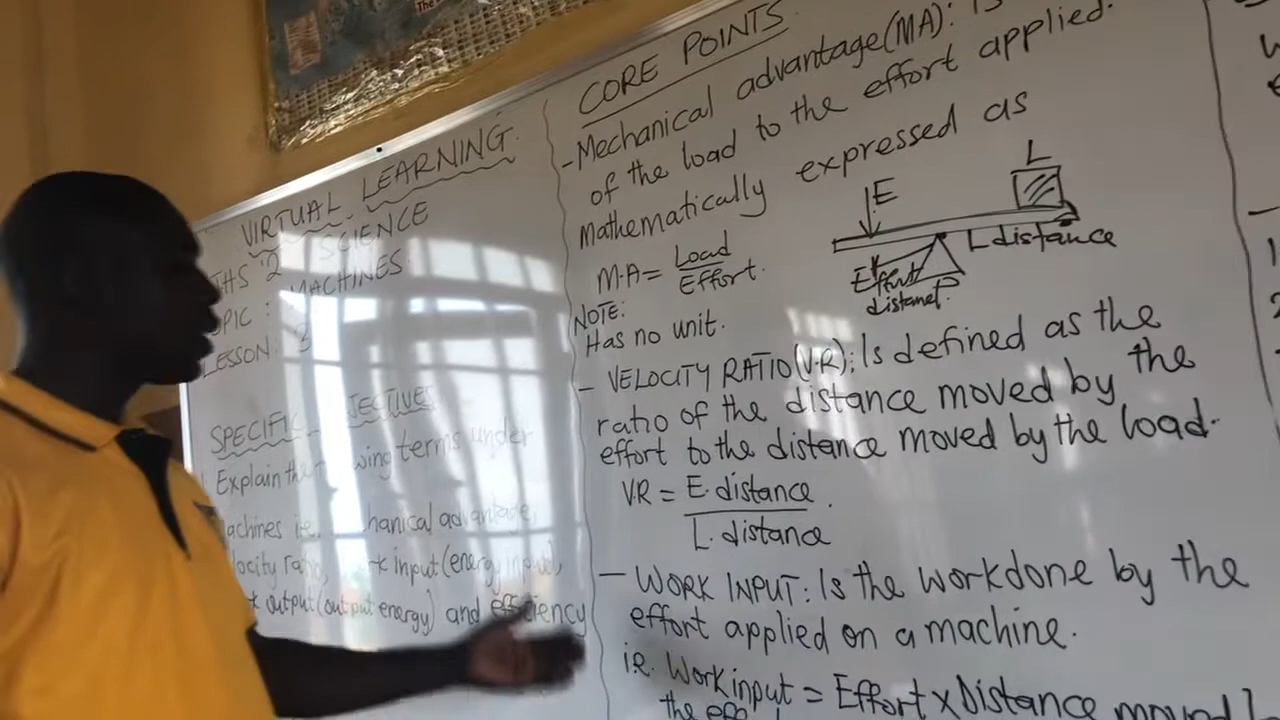 VIRTUAL LEARNING.
THS 2 SCIENCE
TOPIC: MACHINES.
LESSON: 3
SPECIFIC
Explain the terms under
machines i.e. mechanical advantage,
velocity ratio, work input (energy input),
output (output energy) and efficiency
CORE POINTS
- Mechanical advantage (MA): Is
of the load to the effort applied.
mathematically expressed as
M.A = Load
Effort.
NOTE:
Has no unit.
E
L
L distance
Effort
distance.
- VELOCITY RATIO (V.R): Is defined as the
ratio of the distance moved by the
effort to the distance moved by the load.
V.R = E. distance
L. distance
- WORK INPUT: Is the workdone by the
effort applied on a machine.
i.e. Work input = Effort x Distance moved
the